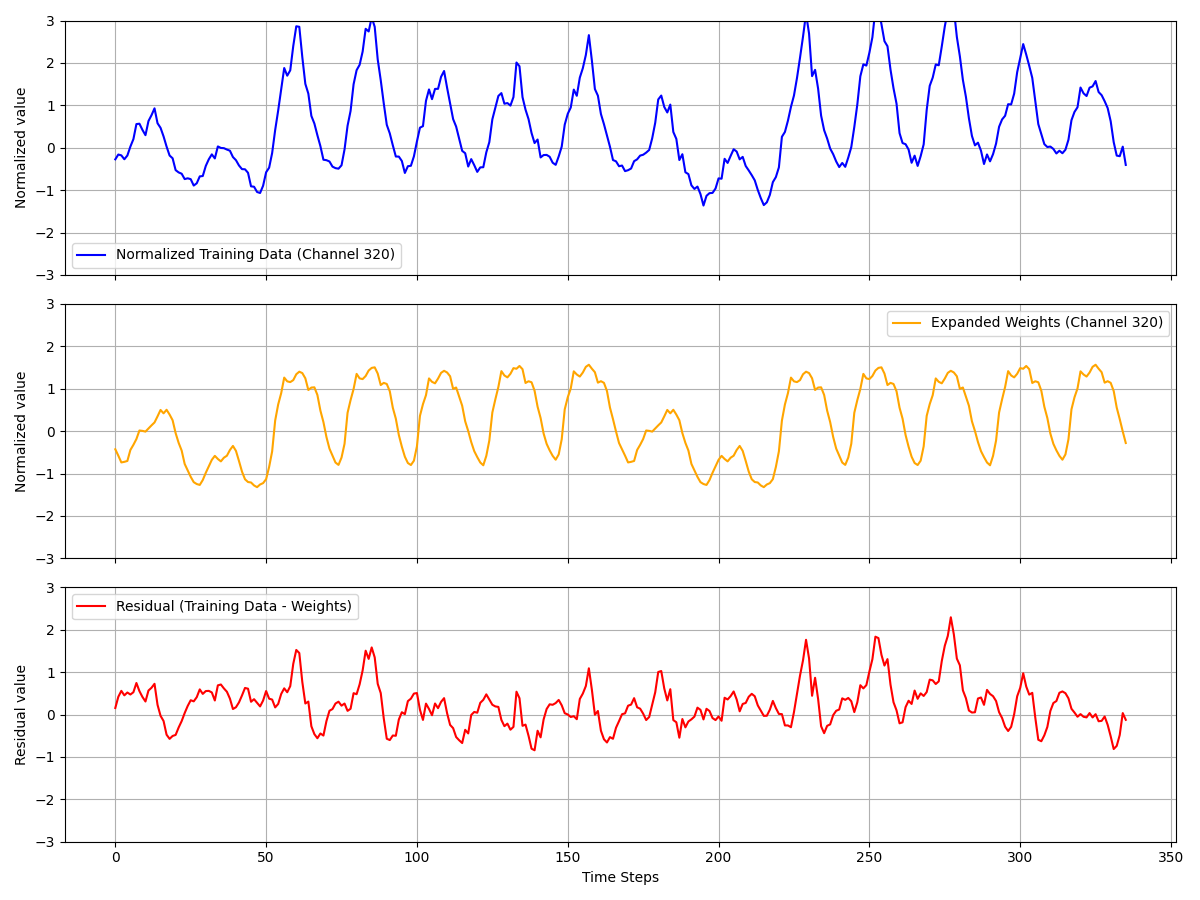 3
2
1
0
−1
−2
−3
Normalized value
Normalized Training Data (Channel 320)
3
2
1
0
−1
−2
−3
Normalized value
Expanded Weights (Channel 320)
3
2
1
0
−1
−2
−3
Residual value
Residual (Training Data - Weights)
0 50 100 150 200 250 300 350
Time Steps